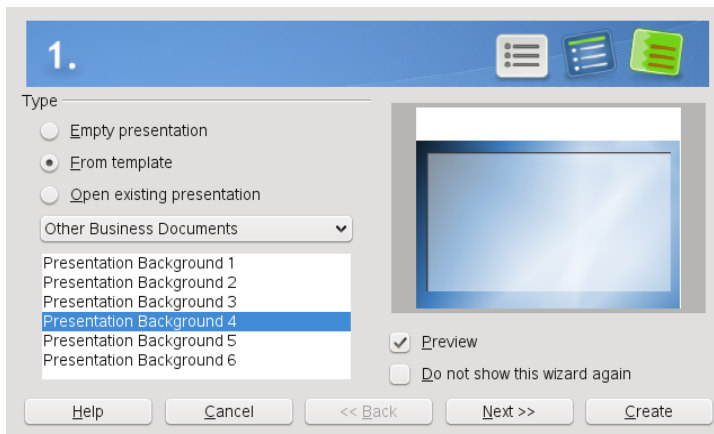 1.
Type
Empty presentation
From template
Open existing presentation
Other Business Documents
Presentation Background 1
Presentation Background 2
Presentation Background 3
Presentation Background 4
Presentation Background 5
Presentation Background 6
Preview
Do not show this wizard again
Help Cancel << Back Next >> Create